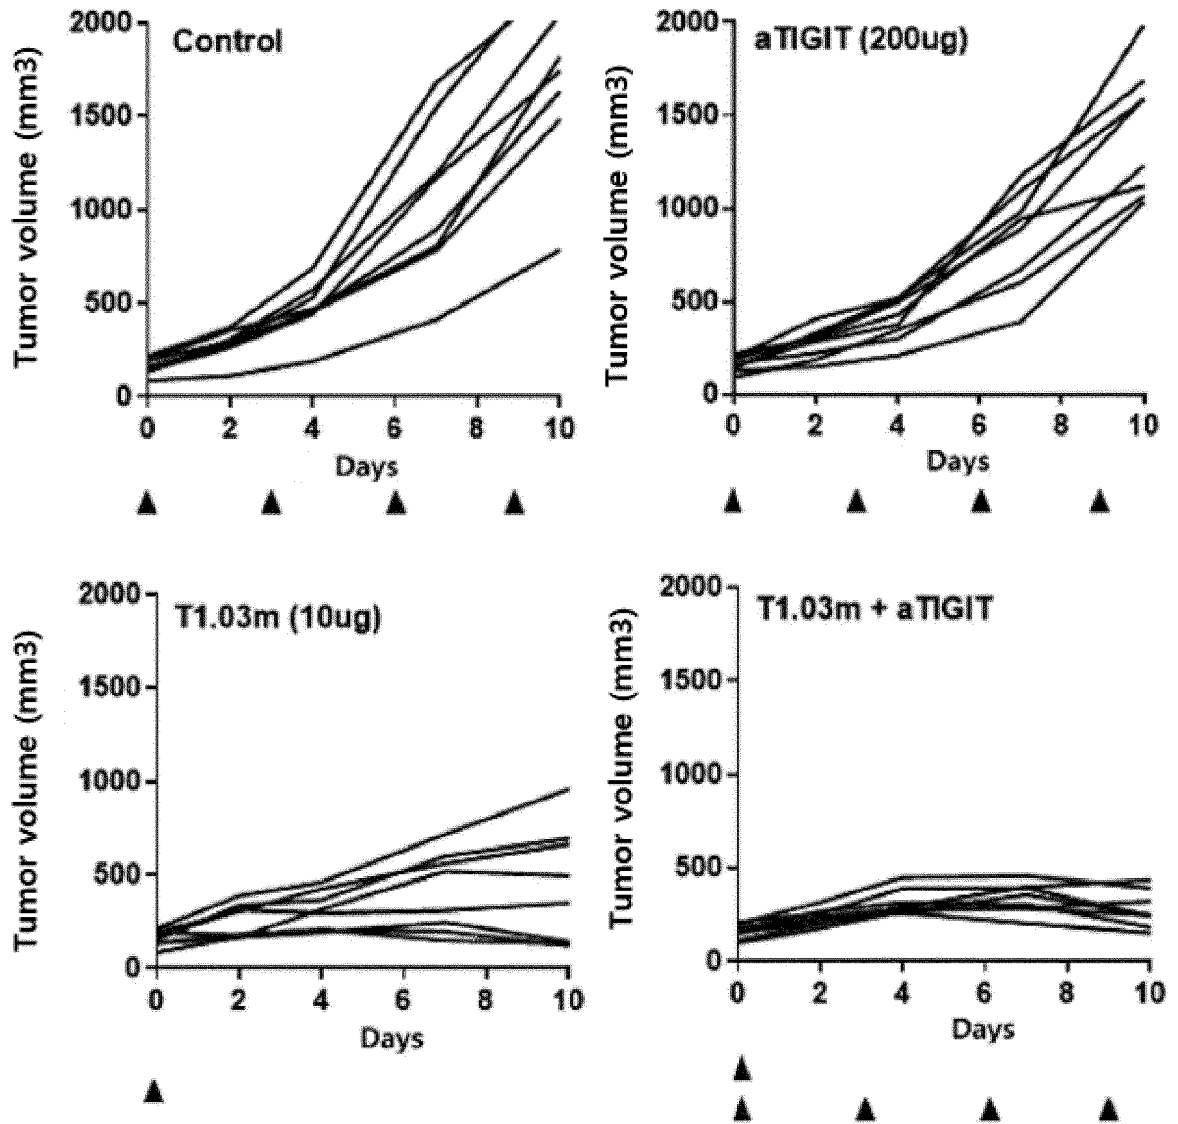 Control
Tumor volume (mm3)
2000
1500
1000
500
0
0 2 4 6 8 10
Days
aTIGIT (200ug)
Tumor volume (mm3)
2000
1500
1000
500
0
0 2 4 6 8 10
Days
T1.03m (10ug)
Tumor volume (mm3)
2000
1500
1000
500
0
0 2 4 6 8 10
Days
T1.03m + aTIGIT
Tumor volume (mm3)
2000
1500
1000
500
0
0 2 4 6 8 10
Days